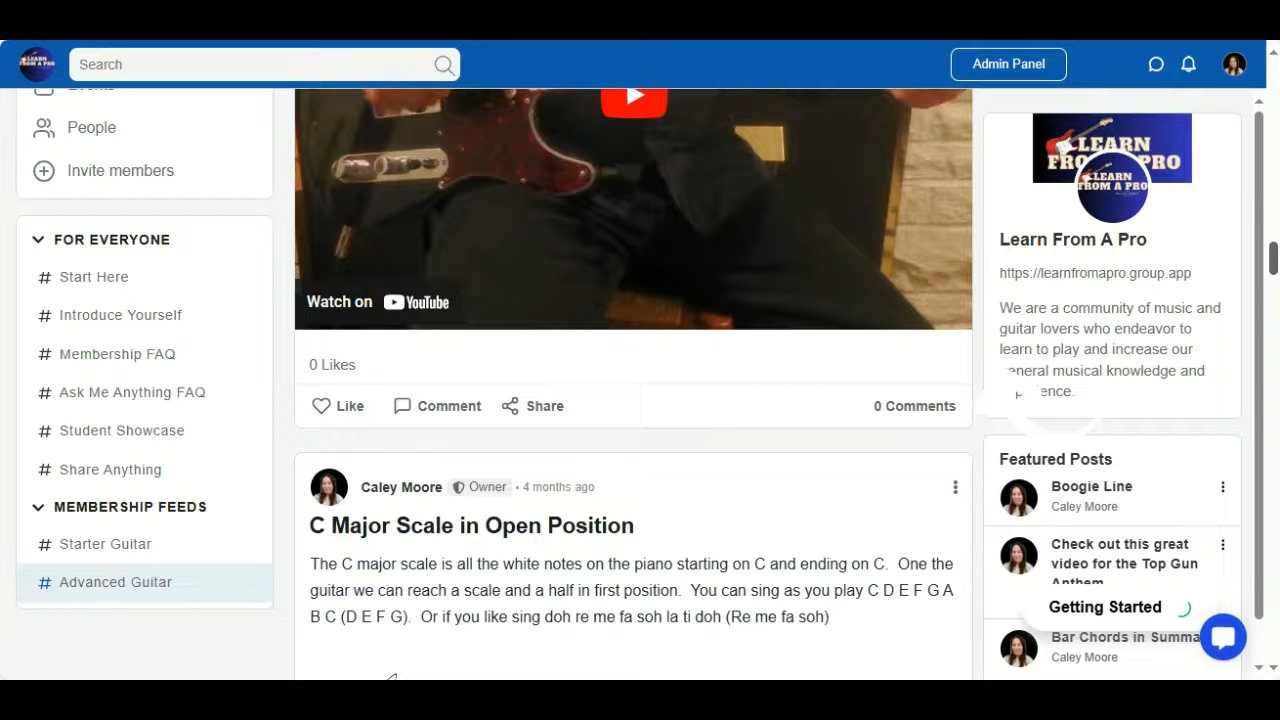 LEARN
FROM A PRO
Search
Admin Panel
Events
People
Invite members
FOR EVERYONE
# Start Here
# Introduce Yourself
# Membership FAQ
# Ask Me Anything FAQ
# Student Showcase
# Share Anything
MEMBERSHIP FEEDS
# Starter Guitar
# Advanced Guitar
Watch on YouTube
0 Likes
Like Comment Share 0 Comments
Caley Moore Owner • 4 months ago
C Major Scale in Open Position
The C major scale is all the white notes on the piano starting on C and ending on C. One the
guitar we can reach a scale and a half in first position. You can sing as you play C D E F G A
B C (D E F G). Or if you like sing doh re me fa soh la ti doh (Re me fa soh)
LEARN
FROM A PRO
LEARN
FROM A PRO
Learn From A Pro
https://learnfromapro.group.app
We are a community of music and
guitar lovers who endeavor to
learn to play and increase our
general musical knowledge and
Featured Posts
Boogie Line
Caley Moore
Check out this great
video for the Top Gun
Anthem
Getting Started
Bar Chords in Summa
Caley Moore